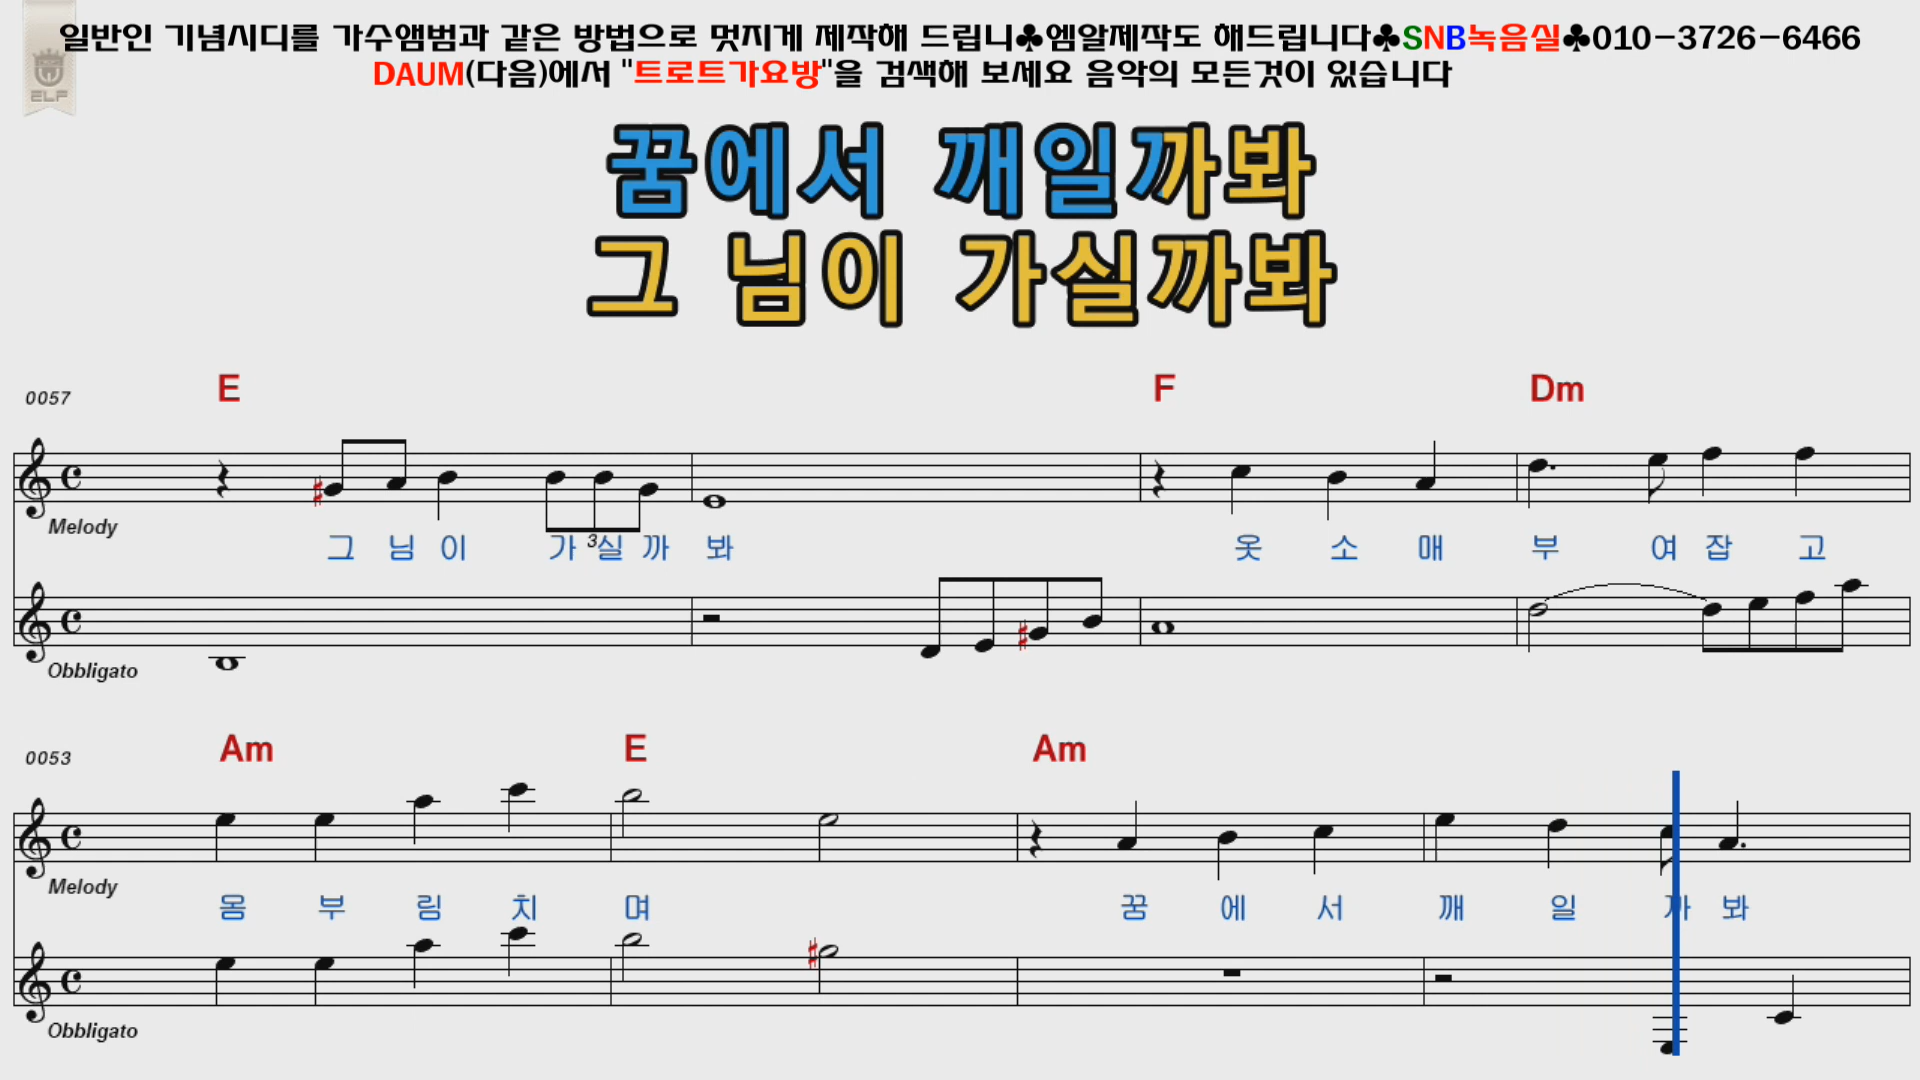 일반인 기념시디를 가수앨범과 같은 방법으로 멋지게 제작해 드립니♣엠알제작도 해드립니다♣SNB녹음실♣010-3726-6466
DAUM(다음)에서 "트로트가요방"을 검색해 보세요 음악의 모든것이 있습니다
ELF
꿈에서 깨일까봐
그 님이 가실까봐
0057 E F Dm
Melody
그 님 이 가 3 실 까 봐 옷 소 매 부 여 잡 고
Obbligato
0053 Am E Am
Melody
몸 부 림 치 며 꿈 에 서 깨 일 까 봐
Obbligato